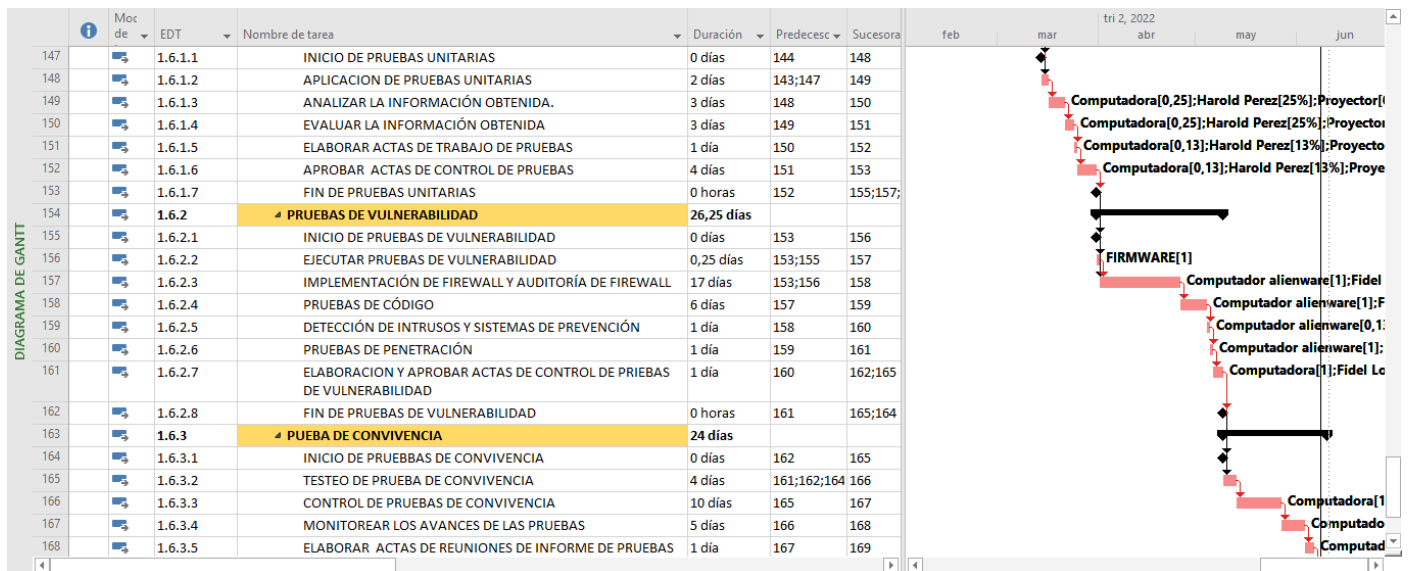 Moc de EDT Nombre de tarea Duración Predecesc Sucesora
tri 2, 2022
feb mar abr may jun
DIAGRAMA DE GANTT
147 1.6.1.1 INICIO DE PRUEBAS UNITARIAS 0 días 144 148
148 1.6.1.2 APLICACION DE PRUEBAS UNITARIAS 2 días 143;147 149
149 1.6.1.3 ANALIZAR LA INFORMACIÓN OBTENIDA. 3 días 148 150 Computadora[0,25];Harold Perez[25%];Proyector[
150 1.6.1.4 EVALUAR LA INFORMACIÓN OBTENIDA 3 días 149 151 Computadora[0,25];Harold Perez[25%];Proyector
151 1.6.1.5 ELABORAR ACTAS DE TRABAJO DE PRUEBAS 1 día 150 152 Computadora[0,13];Harold Perez[13%];Proyecto
152 1.6.1.6 APROBAR ACTAS DE CONTROL DE PRUEBAS 4 días 151 153 Computadora[0,13];Harold Perez[13%];Proye
153 1.6.1.7 FIN DE PRUEBAS UNITARIAS 0 horas 152 155;157;
154 1.6.2 PRUEBAS DE VULNERABILIDAD 26,25 días
155 1.6.2.1 INICIO DE PRUEBAS DE VULNERABILIDAD 0 días 153 156
156 1.6.2.2 EJECUTAR PRUEBAS DE VULNERABILIDAD 0,25 días 153;155 157 FIRMWARE[1]
157 1.6.2.3 IMPLEMENTACIÓN DE FIREWALL Y AUDITORÍA DE FIREWALL 17 días 153;156 158 Computador alienware[1];Fidel
158 1.6.2.4 PRUEBAS DE CÓDIGO 6 días 157 159 Computador alienware[1];F
159 1.6.2.5 DETECCIÓN DE INTRUSOS Y SISTEMAS DE PREVENCIÓN 1 día 158 160 Computador alienware[0,1
160 1.6.2.6 PRUEBAS DE PENETRACIÓN 1 día 159 161 Computador alienware[1];
161 1.6.2.7 ELABORACION Y APROBAR ACTAS DE CONTROL DE PRIEBAS 1 día 160 162;165 Computadora[1];Fidel Lo
DE VULNERABILIDAD
162 1.6.2.8 FIN DE PRUEBAS DE VULNERABILIDAD 0 horas 161 165;164
163 1.6.3 PUEBA DE CONVIVENCIA 24 días
164 1.6.3.1 INICIO DE PRUEBBAS DE CONVIVENCIA 0 días 162 165
165 1.6.3.2 TESTEO DE PRUEBA DE CONVIVENCIA 4 días 161;162;164 166
166 1.6.3.3 CONTROL DE PRUEBAS DE CONVIVENCIA 10 días 165 167 Computadora[1
167 1.6.3.4 MONITOREAR LOS AVANCES DE LAS PRUEBAS 5 días 166 168 Computado
168 1.6.3.5 ELABORAR ACTAS DE REUNIONES DE INFORME DE PRUEBAS 1 día 167 169 Computad